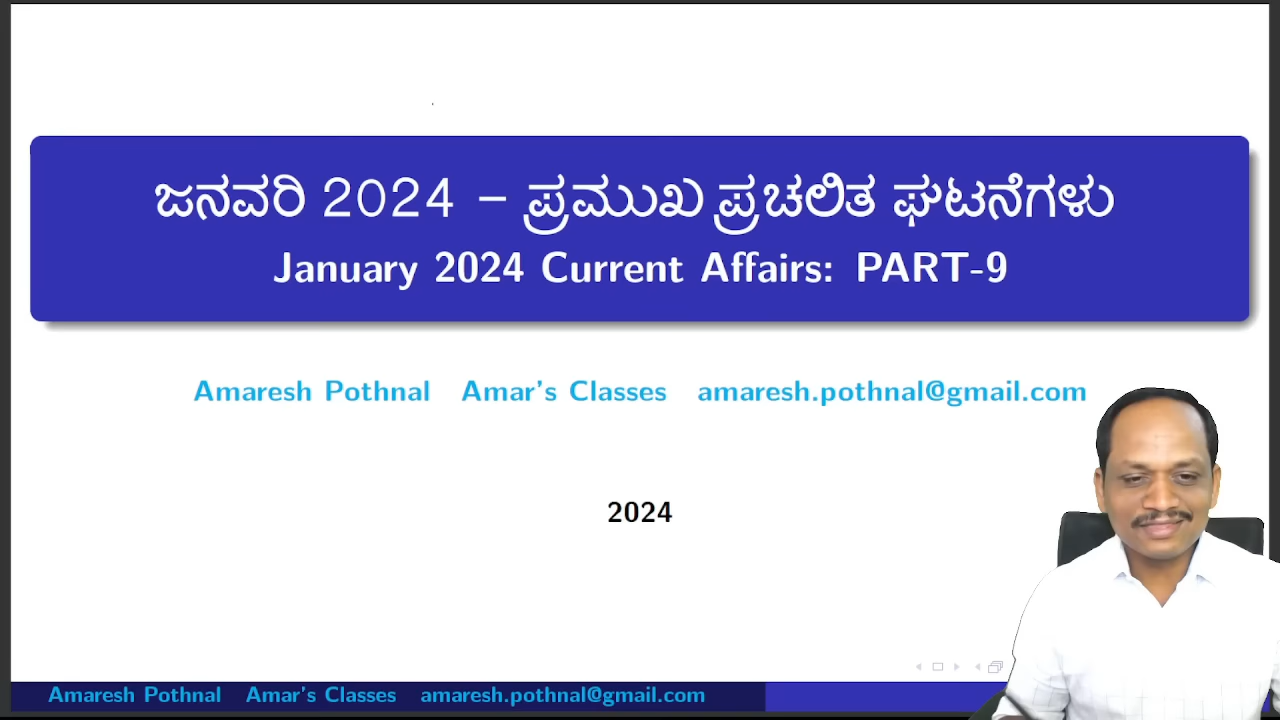 ಜನವರಿ 2024 – ಪ್ರಮುಖ ಪ್ರಚಲಿತ ಘಟನೆಗಳು
January 2024 Current Affairs: PART-9
Amaresh Pothnal Amar's Classes amaresh.pothnal@gmail.com
2024
Amaresh Pothnal Amar's Classes amaresh.pothnal@gmail.com